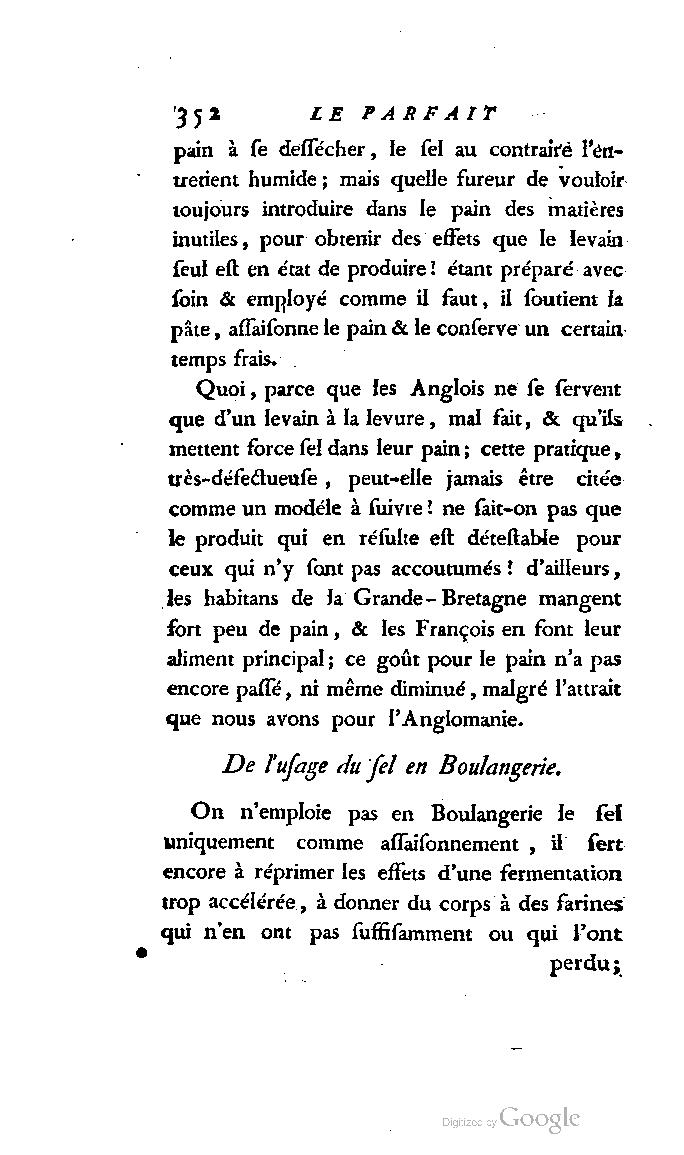 352 LE PARFAIT
pain à ſe deſſécher, le ſel au contraire l'en-
tretient humide; mais quelle fureur de vouloir
toujours introduire dans le pain des matières
inutiles, pour obtenir des effets que le levain
ſeul eſt en état de produire! étant préparé avec
ſoin & employé comme il faut, il ſoutient la
pâte, aſſaiſonne le pain & le conſerve un certain
temps frais.
Quoi, parce que les Anglois ne ſe ſervent
que d'un levain à la levure, mal fait, & qu'ils
mettent force ſel dans leur pain; cette pratique,
très-défectueuſe, peut-elle jamais être citée
comme un modéle à ſuivre! ne ſait-on pas que
le produit qui en réſulte eſt déteſtable pour
ceux qui n'y ſont pas accoutumés! d'ailleurs,
les habitans de la Grande-Bretagne mangent
fort peu de pain, & les François en font leur
aliment principal; ce goût pour le pain n'a pas
encore paſſé, ni même diminué, malgré l'attrait
que nous avons pour l'Anglomanie.
De l'uſage du ſel en Boulangerie.
On n'emploie pas en Boulangerie le ſel
uniquement comme aſſaiſonnement, il ſert
encore à réprimer les effets d'une fermentation
trop accélérée, à donner du corps à des farines
qui n'en ont pas ſuffiſamment ou qui l'ont
perdu;
Digitized by Google